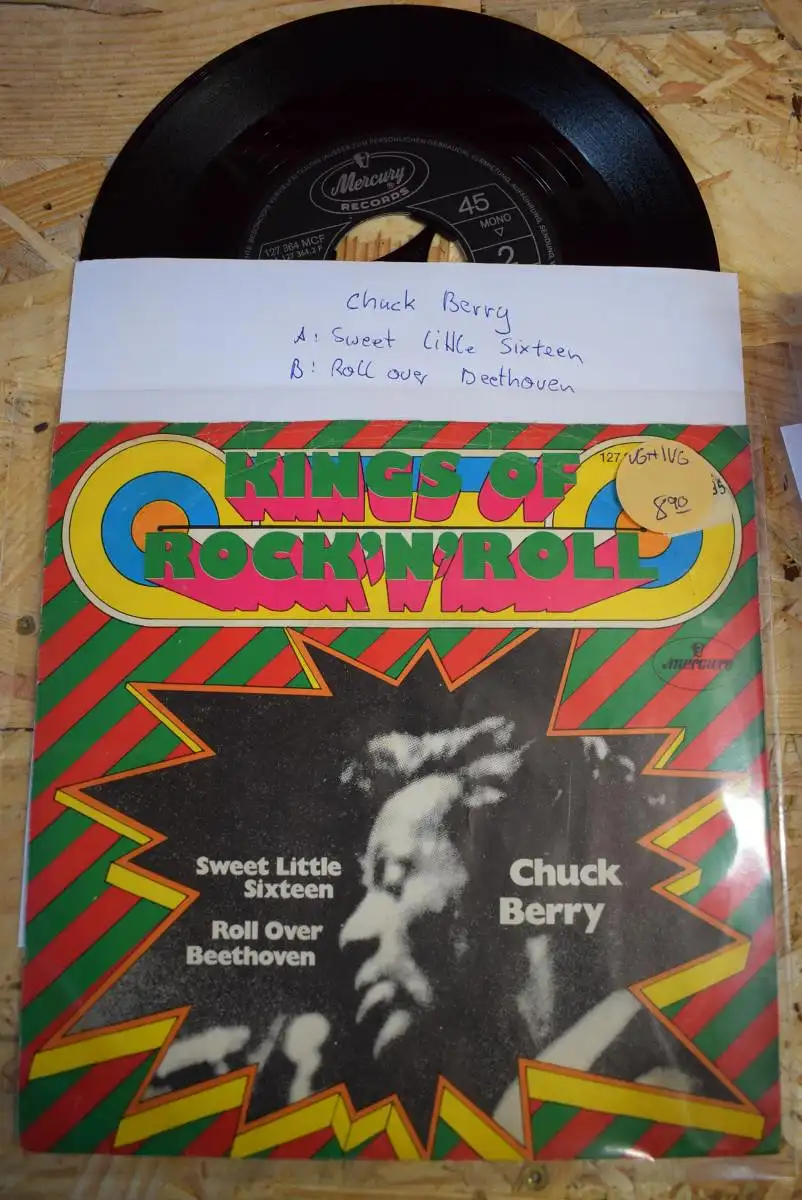 Mercury
RECORDS
45
MONO
127 364 MCF
2
Chuck Berry
A: Sweet Little Sixteen
B: Roll over Beethoven
KINGS OF
127
VG+/VG
8,90
ROCK'N'ROLL
Mercury
Sweet Little
Sixteen
Chuck
Berry
Roll Over
Beethoven